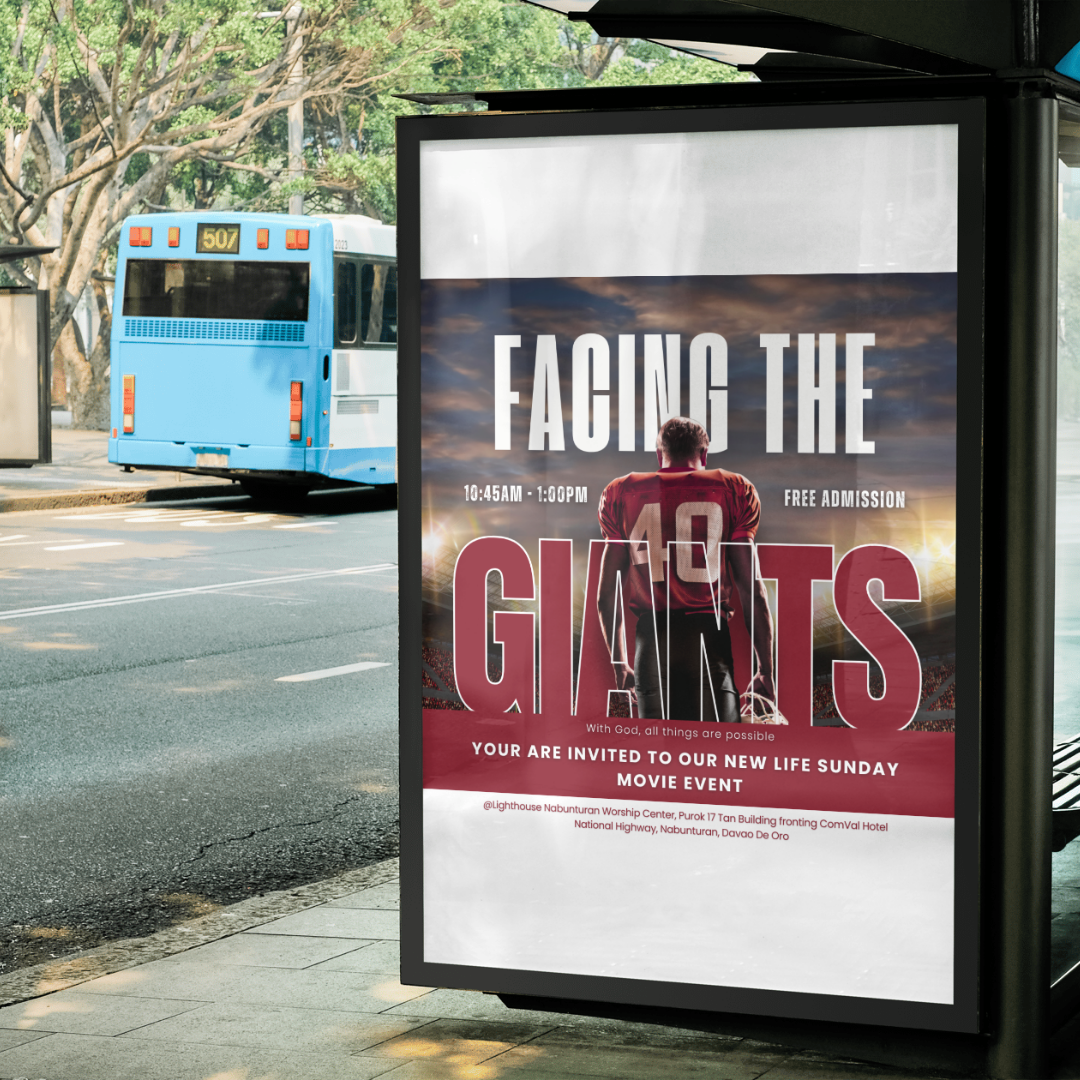 507
2023
FACING THE
10:45AM - 1:00PM
FREE ADMISSION
40
GIANTS
With God, all things are possible
YOUR ARE INVITED TO OUR NEW LIFE SUNDAY
MOVIE EVENT
@Lighthouse Nabunturan Worship Center, Purok 17 Tan Building fronting ComVal Hotel
National Highway, Nabunturan, Davao De Oro